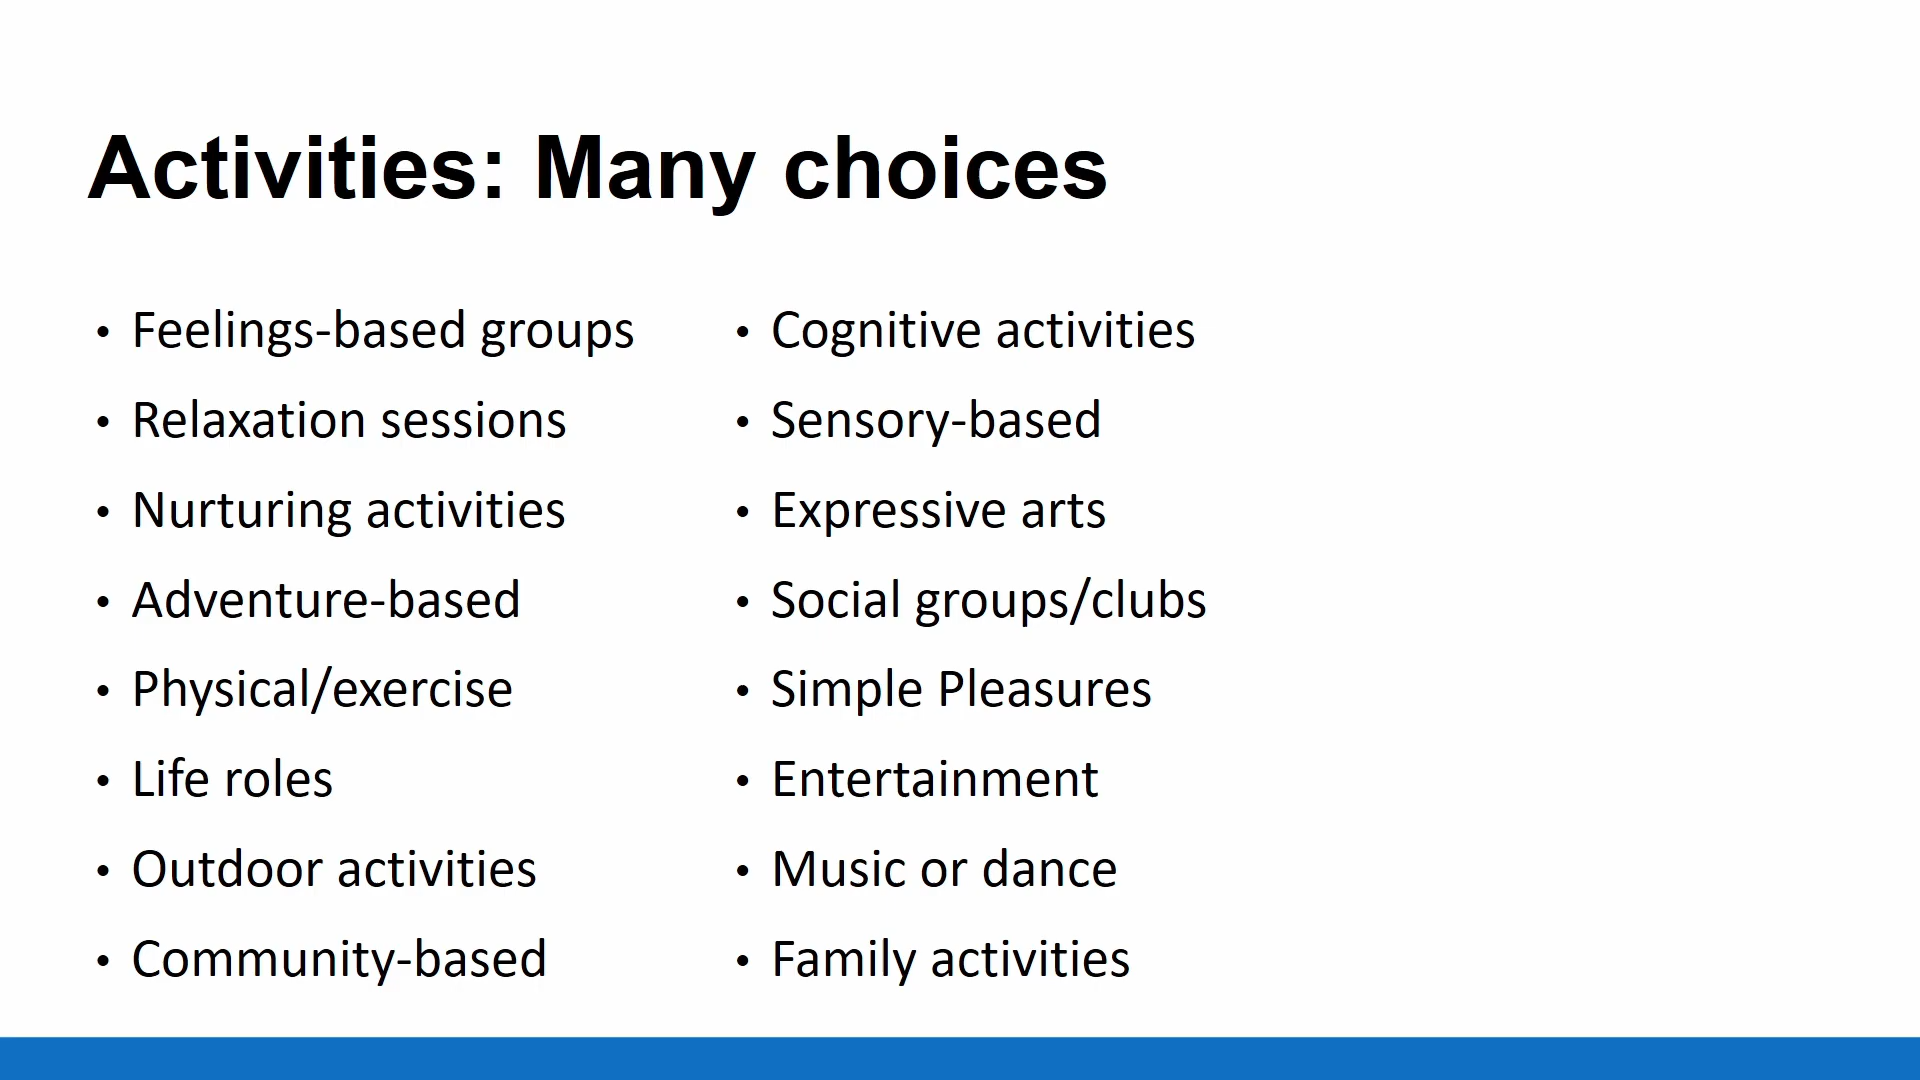 Activities: Many choices
• Feelings-based groups
• Relaxation sessions
• Nurturing activities
• Adventure-based
• Physical/exercise
• Life roles
• Outdoor activities
• Community-based
• Cognitive activities
• Sensory-based
• Expressive arts
• Social groups/clubs
• Simple Pleasures
• Entertainment
• Music or dance
• Family activities